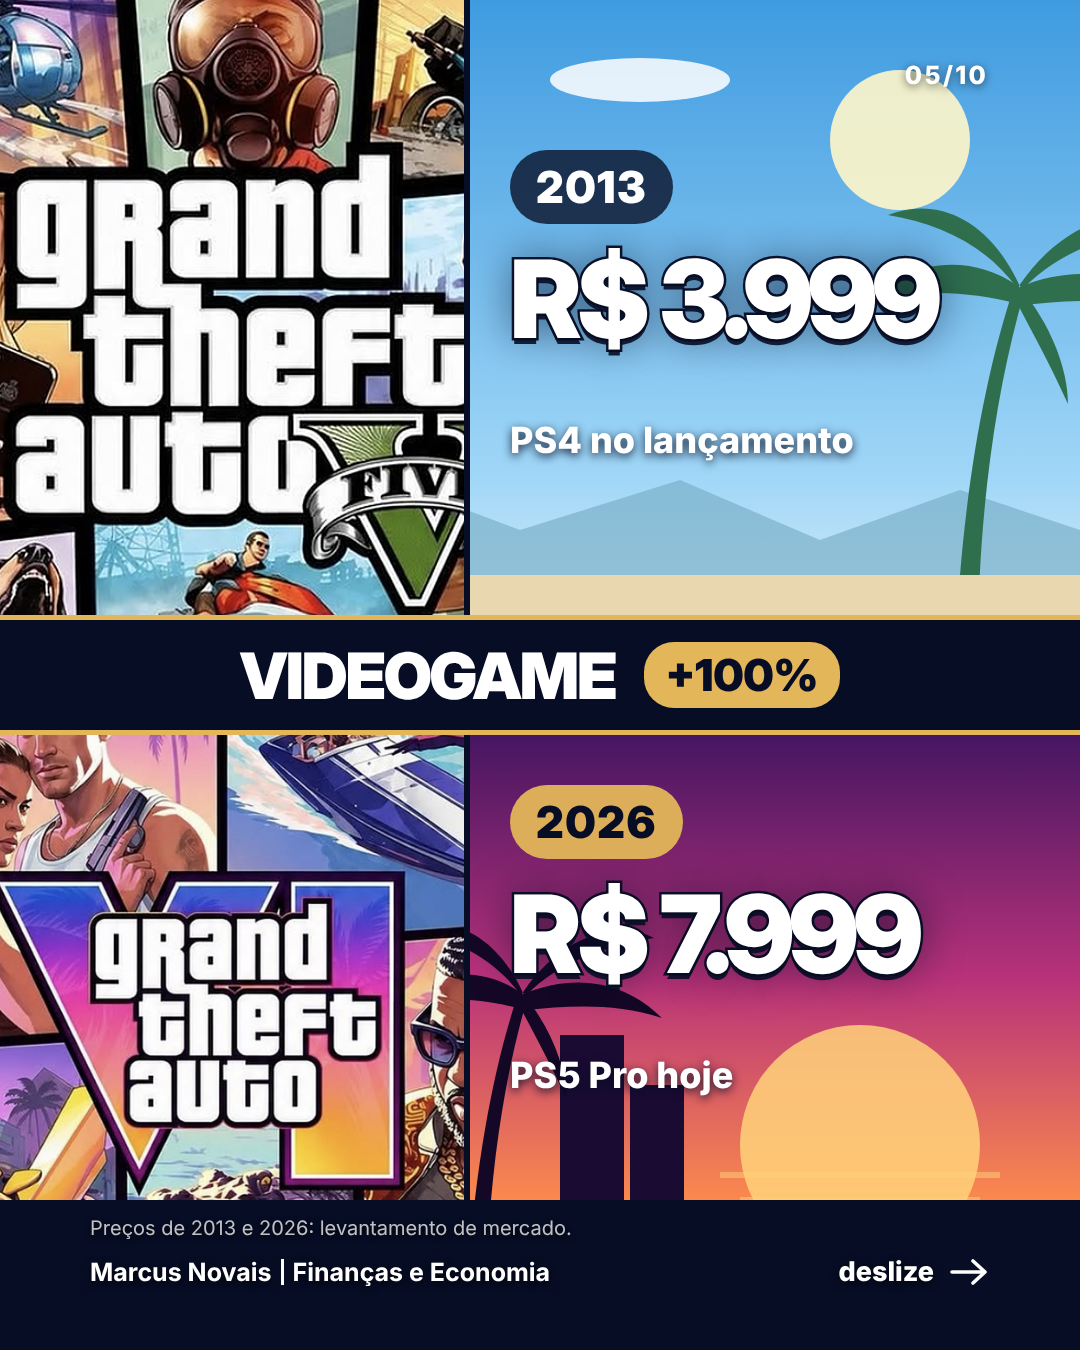 grand
theft
auto
FIV
05/10
2013
R$ 3.999
PS4 no lançamento
VIDEOGAME +100%
VI
grand
theft
auto
2026
R$ 7.999
PS5 Pro hoje
Preços de 2013 e 2026: levantamento de mercado.
Marcus Novais | Finanças e Economia
deslize →